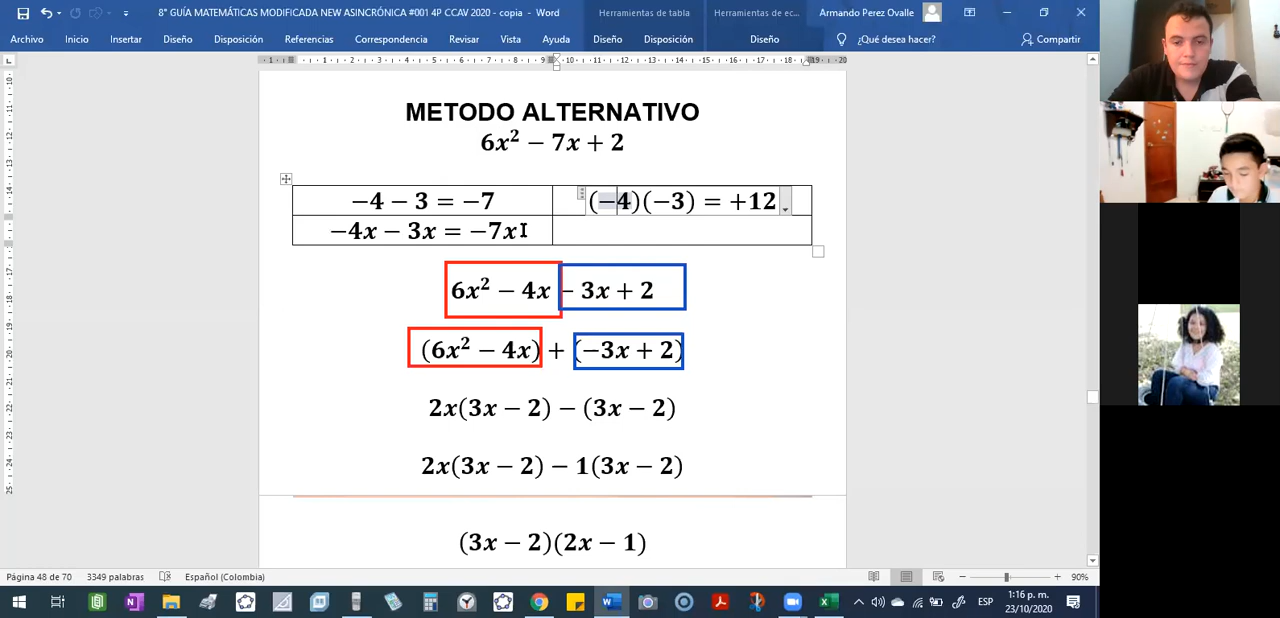 8° GUÍA MATEMÁTICAS MODIFICADA NEW ASINCRÓNICA #001 4P CCAV 2020 - copia - Word
Herramientas de tabla
Herramientas de ec...
Armando Perez Ovalle
Archivo Inicio Insertar Diseño Disposición Referencias Correspondencia Revisar Vista Ayuda Diseño Disposición Diseño ¿Qué desea hacer? Compartir
METODO ALTERNATIVO
6x² − 7x + 2
−4 − 3 = −7
(−4)(−3) = +12
−4x − 3x = −7x
6x² − 4x − 3x + 2
(6x² − 4x) + (−3x + 2)
2x(3x − 2) − (3x − 2)
2x(3x − 2) − 1(3x − 2)
(3x − 2)(2x − 1)
Página 48 de 70 3349 palabras Español (Colombia) 90%
ESP
1:16 p. m.
23/10/2020